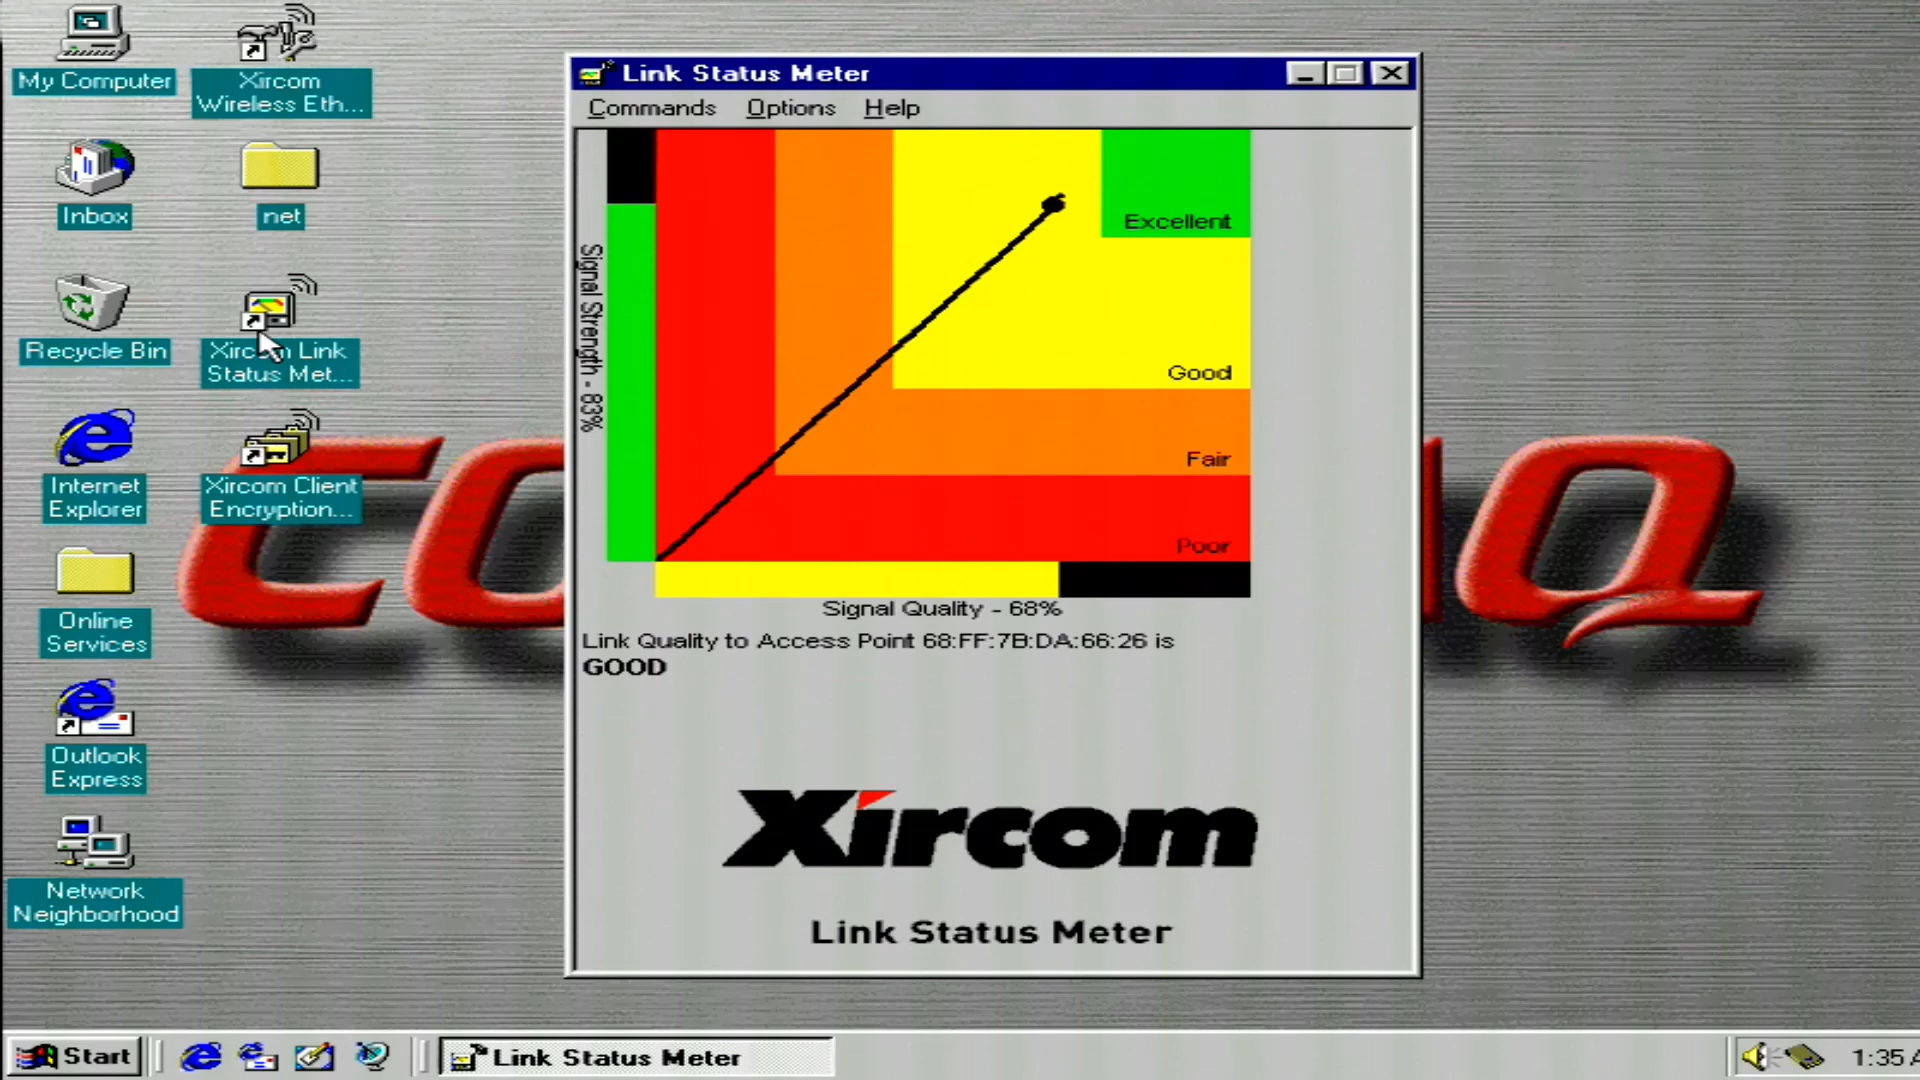 My Computer
Xircom
Wireless Eth...
Inbox
net
Recycle Bin
Xircom Link
Status Met...
Internet
Explorer
Xircom Client
Encryption...
Online
Services
Outlook
Express
Network
Neighborhood
Link Status Meter
Commands Options Help
Signal Strength - 83%
Excellent
Good
Fair
Poor
Signal Quality - 68%
Link Quality to Access Point 68:FF:7B:DA:66:26 is
GOOD
Xircom
Link Status Meter
Start
Link Status Meter
1:35